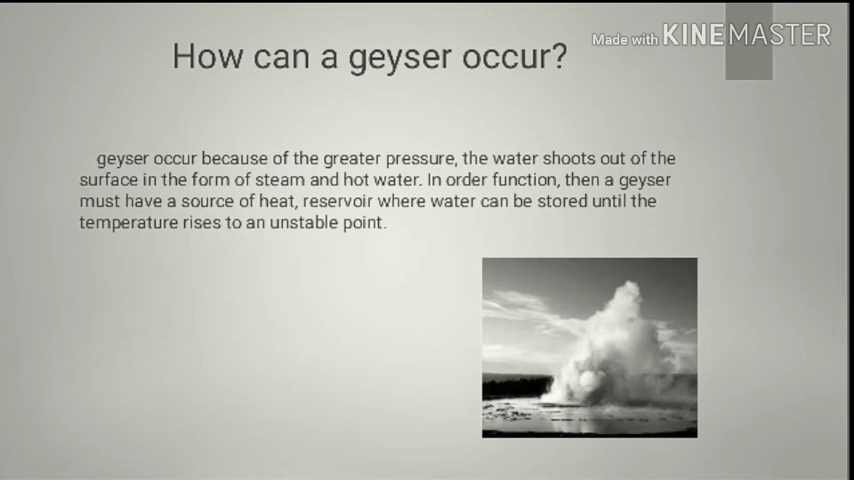 Made with KINEMASTER
How can a geyser occur?
geyser occur because of the greater pressure, the water shoots out of the
surface in the form of steam and hot water. In order function, then a geyser
must have a source of heat, reservoir where water can be stored until the
temperature rises to an unstable point.